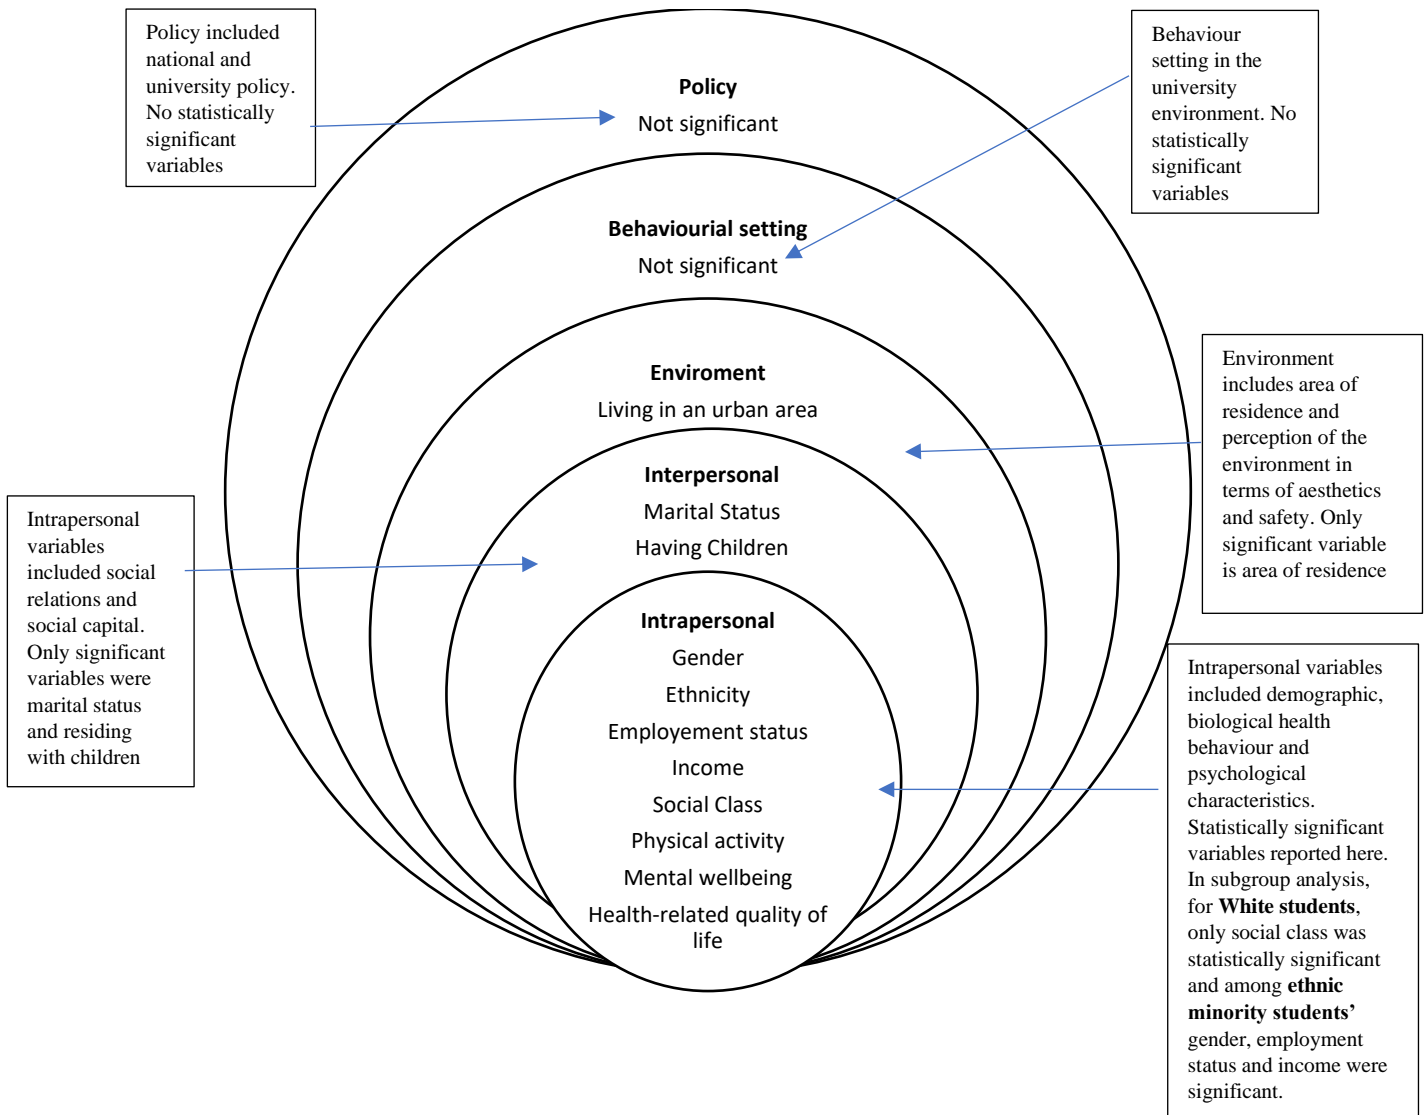 Policy included
national and
university policy.
No statistically
significant
variables
Behaviour
setting in the
university
environment. No
statistically
significant
variables
Policy
Not significant
Behaviourial setting
Not significant
Enviroment
Living in an urban area
Environment
includes area of
residence and
perception of the
environment in
terms of aesthetics
and safety. Only
significant variable
is area of residence
Interpersonal
Marital Status
Having Children
Intrapersonal
variables
included social
relations and
social capital.
Only significant
variables were
marital status
and residing
with children
Intrapersonal
Gender
Ethnicity
Employement status
Income
Social Class
Physical activity
Mental wellbeing
Health-related quality of
life
Intrapersonal variables
included demographic,
biological health
behaviour and
psychological
characteristics.
Statistically significant
variables reported here.
In subgroup analysis,
for White students,
only social class was
statistically significant
and among ethnic
minority students’
gender, employment
status and income were
significant.